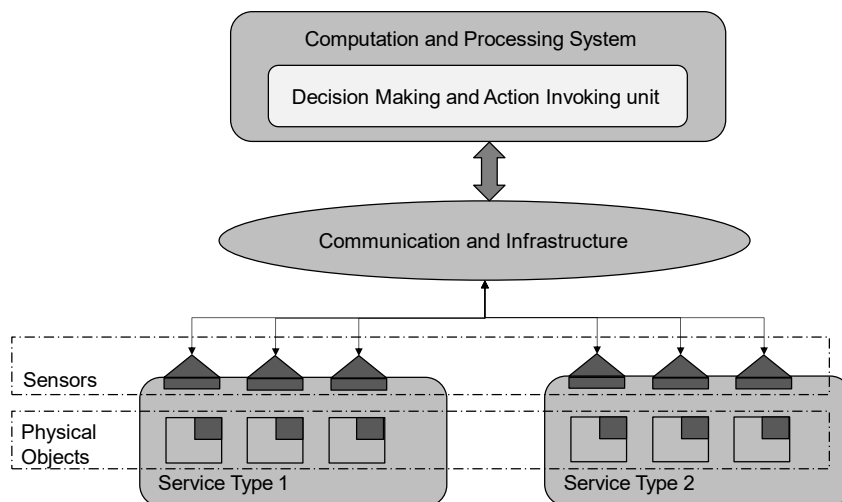 Computation and Processing System
Decision Making and Action Invoking unit
Communication and Infrastructure
Sensors
Physical
Objects
Service Type 1
Service Type 2